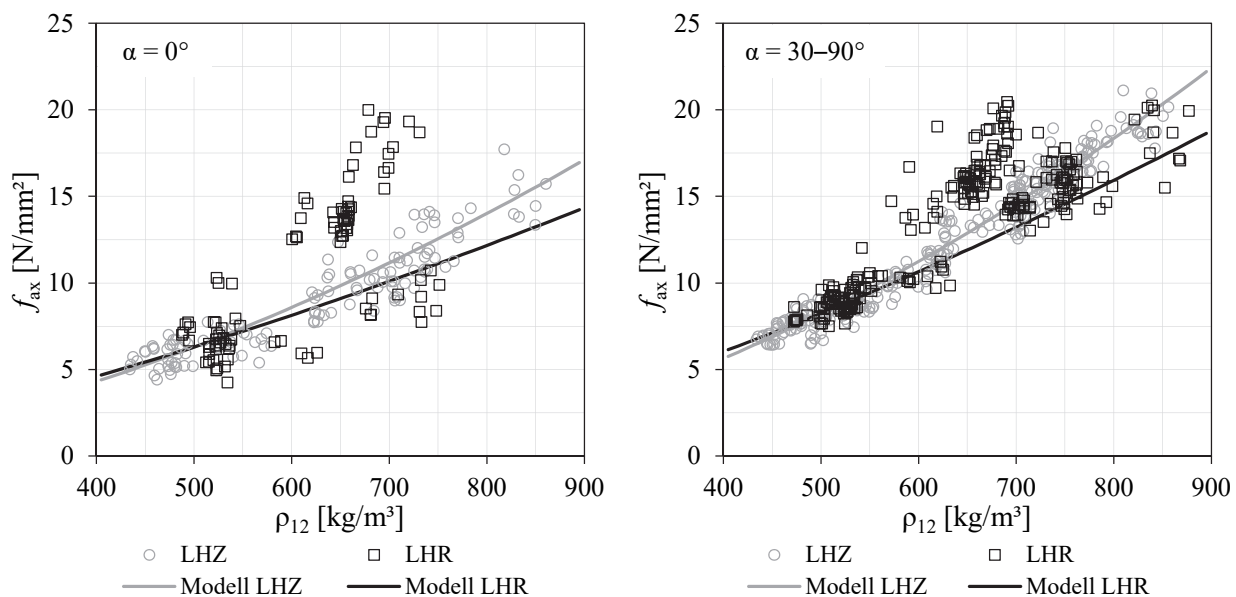 α = 0°
25
20
15
10
5
0
f_ax [N/mm²]
400 500 600 700 800 900
ρ₁₂ [kg/m³]
LHZ LHR
Modell LHZ Modell LHR
α = 30–90°
25
20
15
10
5
0
f_ax [N/mm²]
400 500 600 700 800 900
ρ₁₂ [kg/m³]
LHZ LHR
Modell LHZ Modell LHR